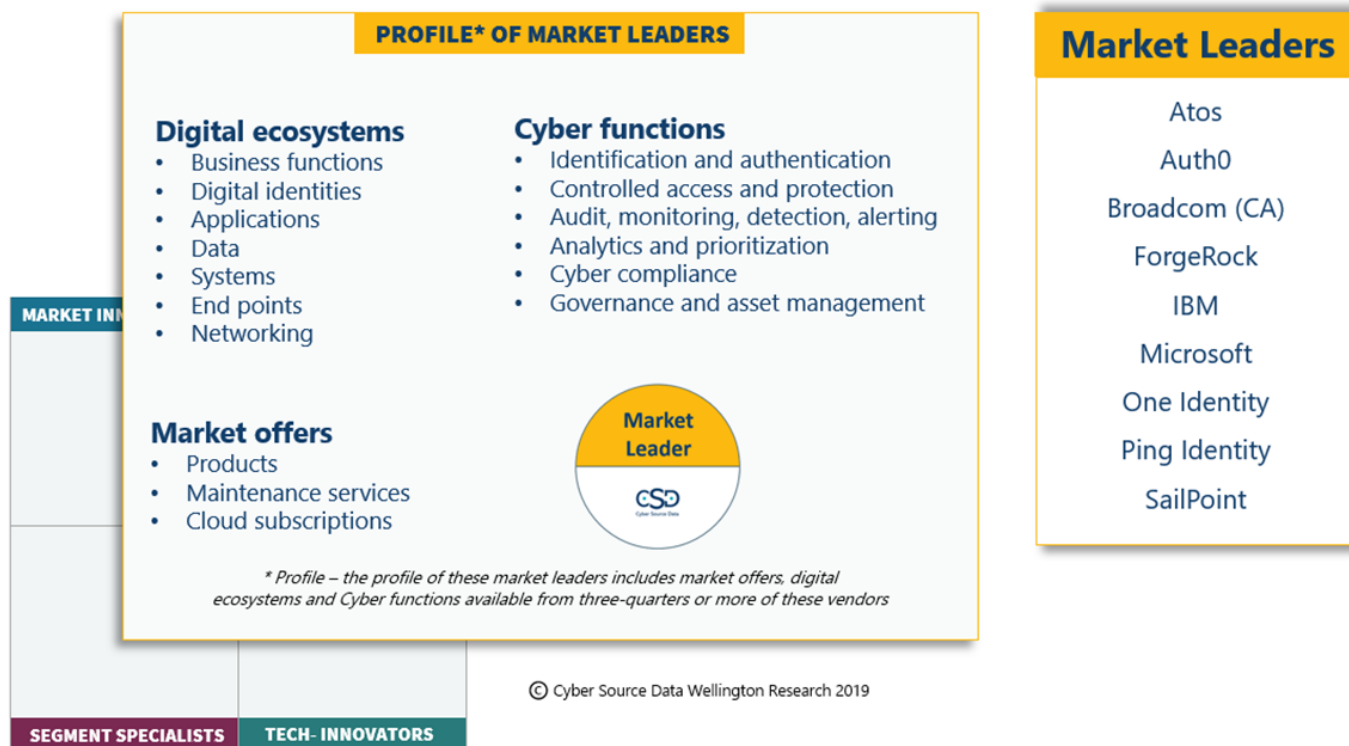 PROFILE* OF MARKET LEADERS
Digital ecosystems
• Business functions
• Digital identities
• Applications
• Data
• Systems
• End points
• Networking
Cyber functions
• Identification and authentication
• Controlled access and protection
• Audit, monitoring, detection, alerting
• Analytics and prioritization
• Cyber compliance
• Governance and asset management
Market offers
• Products
• Maintenance services
• Cloud subscriptions
Market
Leader
CSD
Cyber Source Data
* Profile – the profile of these market leaders includes market offers, digital
ecosystems and Cyber functions available from three-quarters or more of these vendors
Market Leaders
Atos
Auth0
Broadcom (CA)
ForgeRock
IBM
Microsoft
One Identity
Ping Identity
SailPoint
MARKET INN
SEGMENT SPECIALISTS
TECH- INNOVATORS
© Cyber Source Data Wellington Research 2019